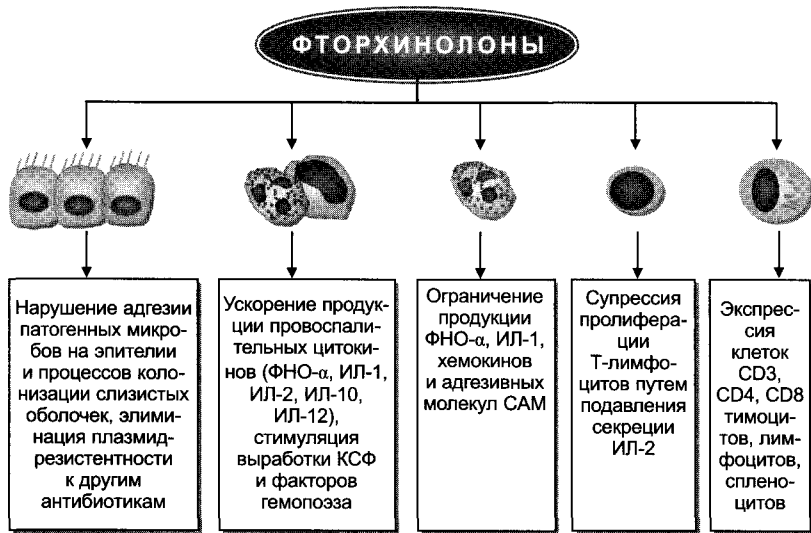 ФТОРХИНОЛОНЫ
Нарушение адгезии
патогенных микро-
бов на эпителии
и процессов коло-
низации слизистых
оболочек, элими-
нация плазмид-
резистентности
к другим
антибиотикам
Ускорение продук-
ции провоспали-
тельных цитоки-
нов (ФНО-α, ИЛ-1,
ИЛ-2, ИЛ-10,
ИЛ-12),
стимуляция
выработки КСФ
и факторов
гемопоэза
Ограничение
продукции
ФНО-α, ИЛ-1,
хемокинов
и адгезивных
молекул САМ
Супрессия
пролифера-
ции
Т-лимфо-
цитов путем
подавления
секреции
ИЛ-2
Экспрес-
сия
клеток
CD3,
CD4, CD8
тимоци-
тов, лим-
фоцитов,
сплено-
цитов